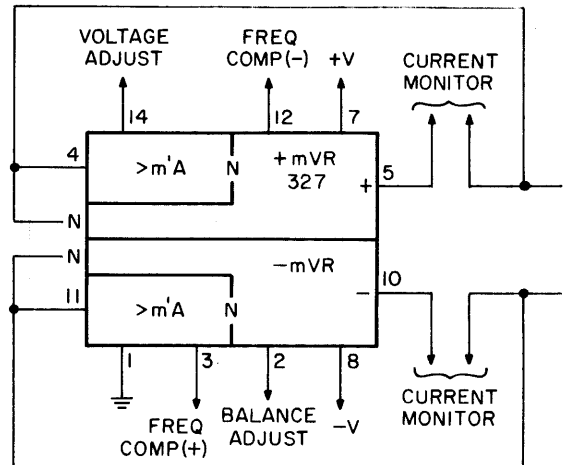 VOLTAGE
ADJUST
FREQ
COMP(-)
+V
CURRENT
MONITOR
14
12
7
4
>m'A
N
+mVR
327
+
5
N
N
-mVR
11
>m'A
N
-
10
1
3
2
8
FREQ
COMP(+)
BALANCE
ADJUST
-V
CURRENT
MONITOR